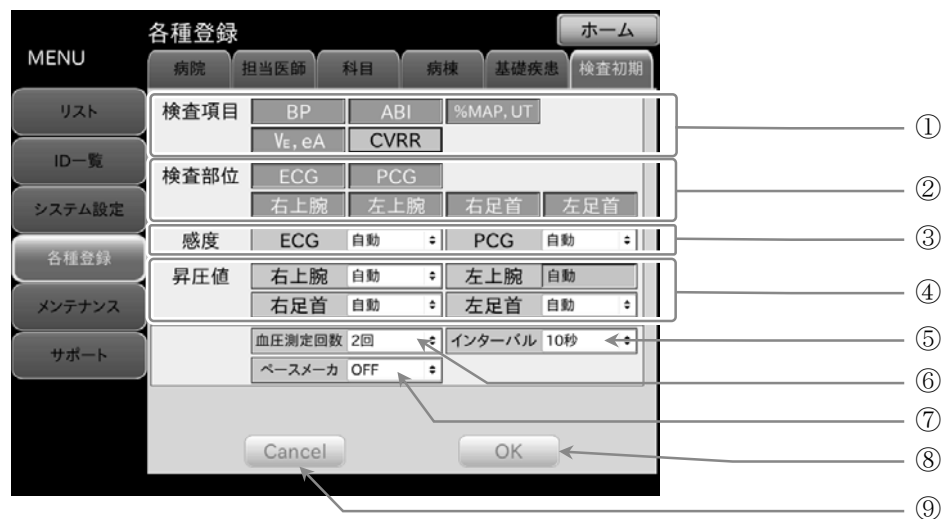 各種登録 ホーム
MENU
病院 担当医師 科目 病棟 基礎疾患 検査初期
リスト
ID一覧
システム設定
各種登録
メンテナンス
サポート
検査項目 BP ABI %MAP, UT
VE, eA CVRR
①
検査部位 ECG PCG
右上腕 左上腕 右足首 左足首
②
感度 ECG 自動 PCG 自動
③
昇圧値 右上腕 自動 左上腕 自動
右足首 自動 左足首 自動
④
血圧測定回数 2回 インターバル 10秒
⑤
ペースメーカ OFF
⑥
⑦
Cancel OK
⑧
⑨